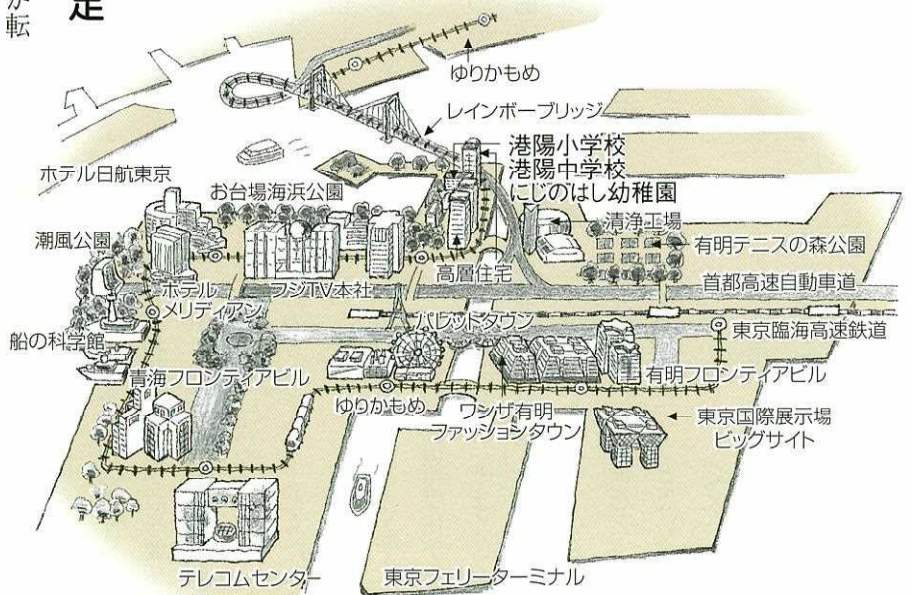 が転
足
ゆりかもめ
レインボーブリッジ
港陽小学校
港陽中学校
にじのはし幼稚園
ホテル日航東京
お台場海浜公園
清浄工場
潮風公園
有明テニスの森公園
高層住宅
首都高速自動車道
ホテル
メリディアン
フジTV本社
パレットタウン
船の科学館
東京臨海高速鉄道
青海フロンティアビル
有明フロンティアビル
ゆりかもめ
ワンザ有明
ファッションタウン
東京国際展示場
ビッグサイト
テレコムセンター
東京フェリーターミナル